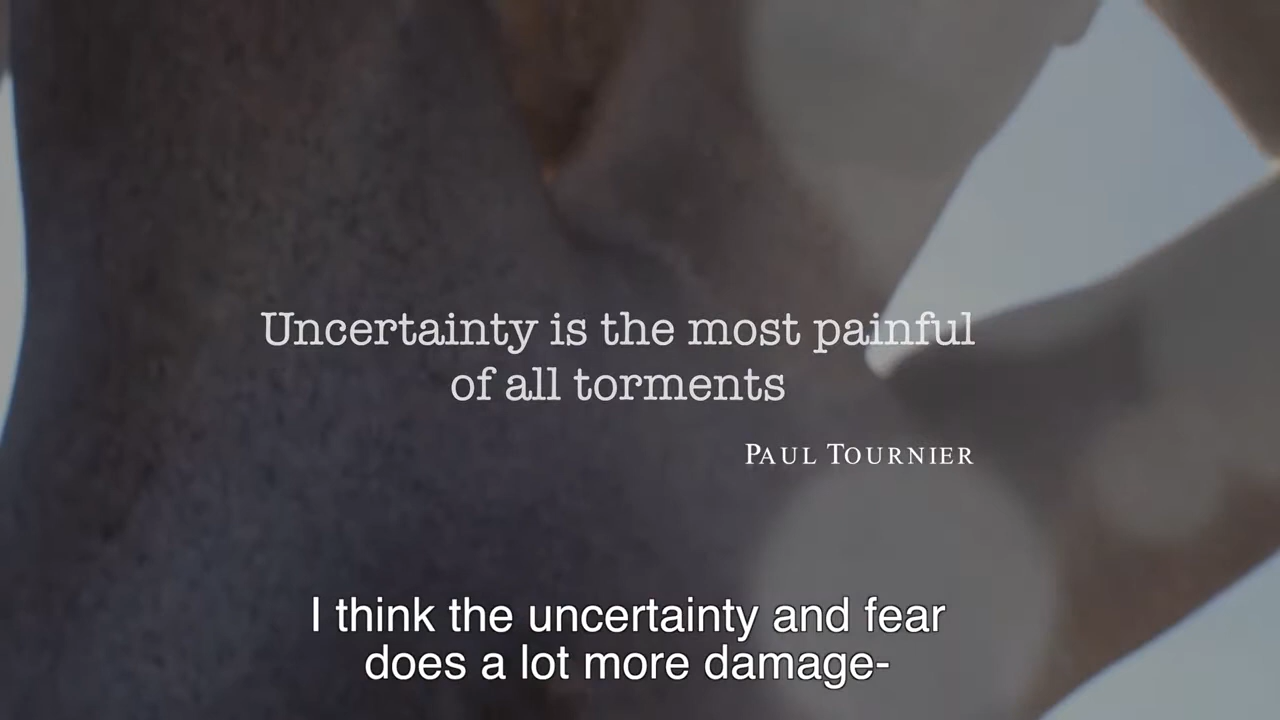 Uncertainty is the most painful
of all torments
PAUL TOURNIER
I think the uncertainty and fear
does a lot more damage-